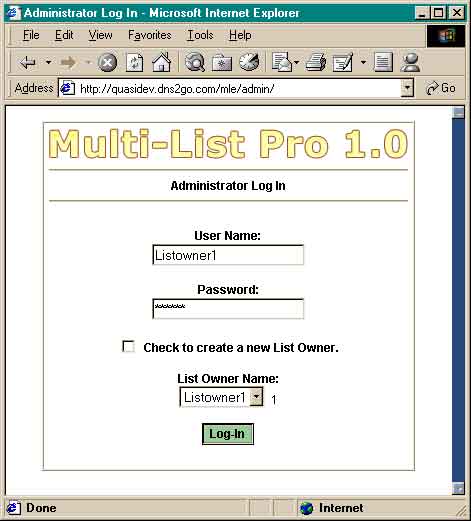 Administrator Log In - Microsoft Internet Explorer
File Edit View Favorites Tools Help
Address http://quasidev.dns2go.com/mle/admin/ Go
Multi-List Pro 1.0
Administrator Log In
User Name:
Listowner1
Password:
******
Check to create a new List Owner.
List Owner Name:
Listowner1 1
Log-In
Done Internet